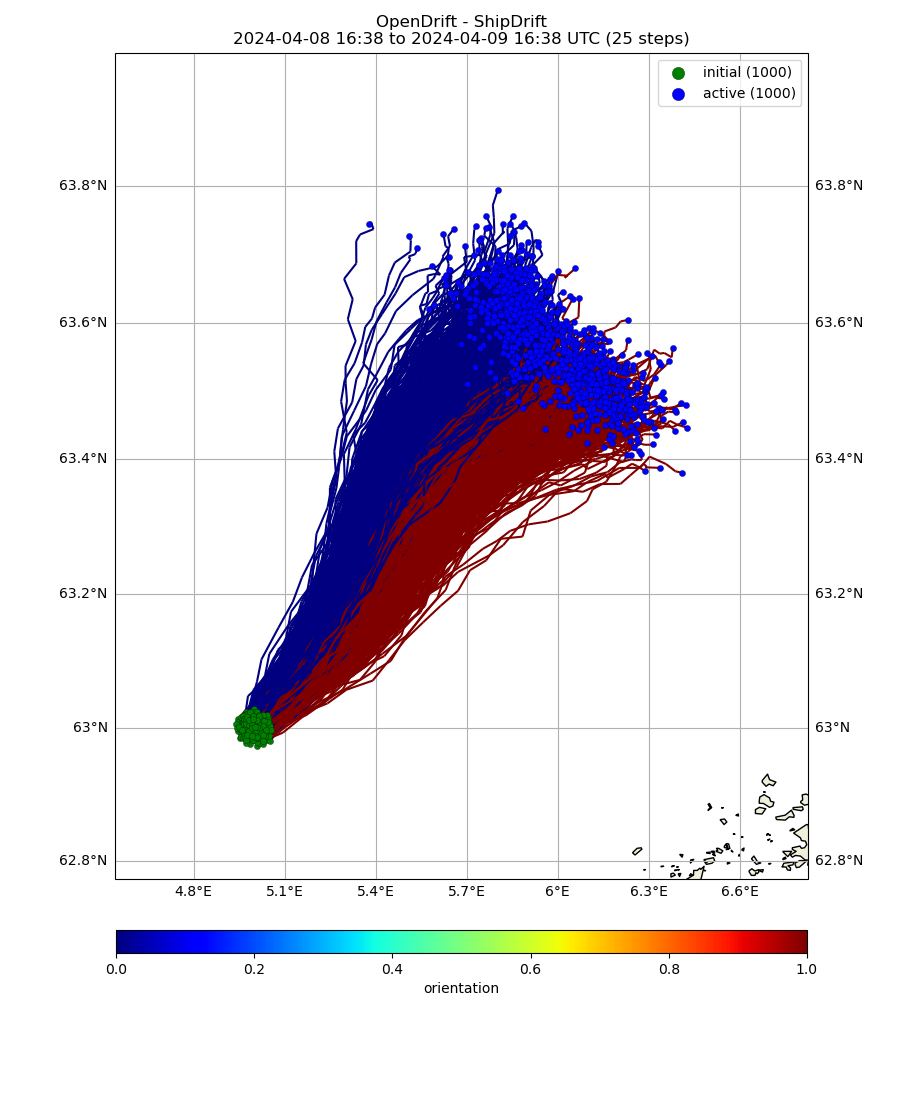 OpenDrift - ShipDrift
2024-04-08 16:38 to 2024-04-09 16:38 UTC (25 steps)
initial (1000)
active (1000)
63.8°N 63.8°N
63.6°N 63.6°N
63.4°N 63.4°N
63.2°N 63.2°N
63°N 63°N
62.8°N 62.8°N
4.8°E 5.1°E 5.4°E 5.7°E 6°E 6.3°E 6.6°E
0.0 0.2 0.4 0.6 0.8 1.0
orientation